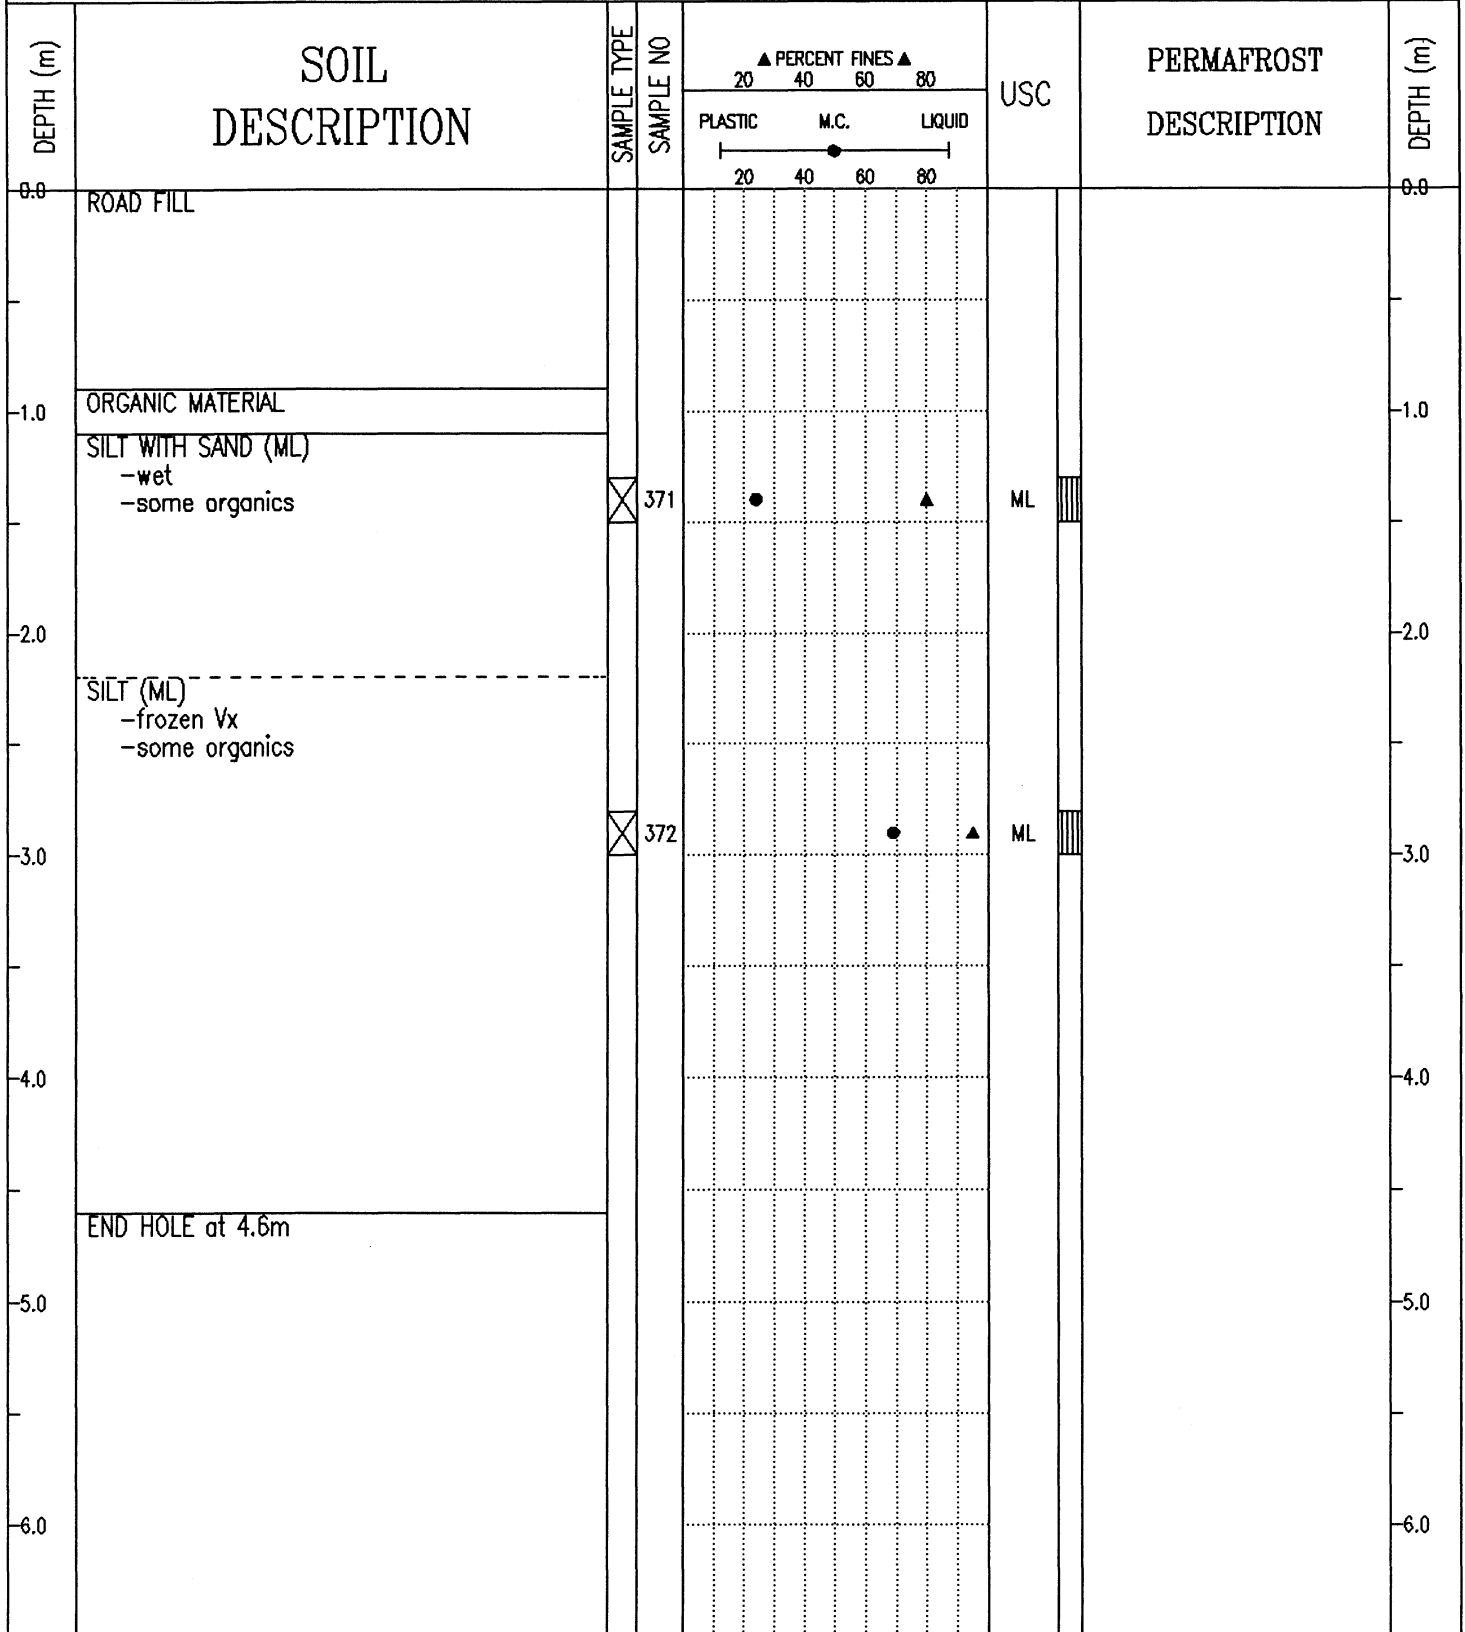 DEPTH (m)
SOIL
DESCRIPTION
SAMPLE TYPE
SAMPLE NO
▲ PERCENT FINES ▲
20 40 60 80
PLASTIC M.C. LIQUID
20 40 60 80
USC
PERMAFROST
DESCRIPTION
DEPTH (m)
0.0 0.0
ROAD FILL
ORGANIC MATERIAL
1.0 1.0
SILT WITH SAND (ML)
-wet
-some organics
371 ML
2.0 2.0
SILT (ML)
-frozen Vx
-some organics
372 ML
3.0 3.0
4.0 4.0
END HOLE at 4.6m
5.0 5.0
6.0 6.0